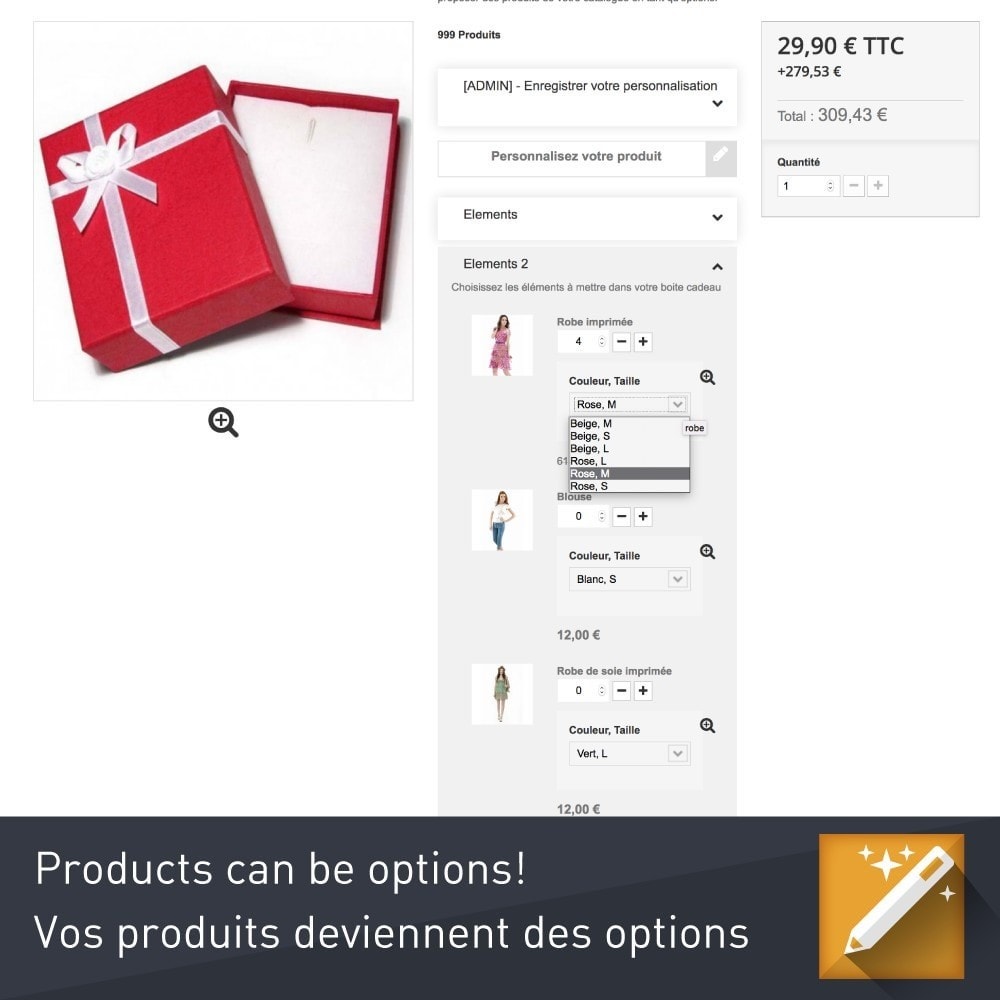 999 Produits
[ADMIN] - Enregistrer votre personnalisation
Personnalisez votre produit
Elements
Elements 2
Choisissez les éléments à mettre dans votre boite cadeau
Robe imprimée
4
Couleur, Taille
Rose, M
Beige, M
Beige, S
Beige, L
Rose, L
Rose, M
Rose, S
robe
61
Blouse
0
Couleur, Taille
Blanc, S
12,00 €
Robe de soie imprimée
0
Couleur, Taille
Vert, L
12,00 €
29,90 € TTC
+279,53 €
Total : 309,43 €
Quantité
1
Products can be options!
Vos produits deviennent des options